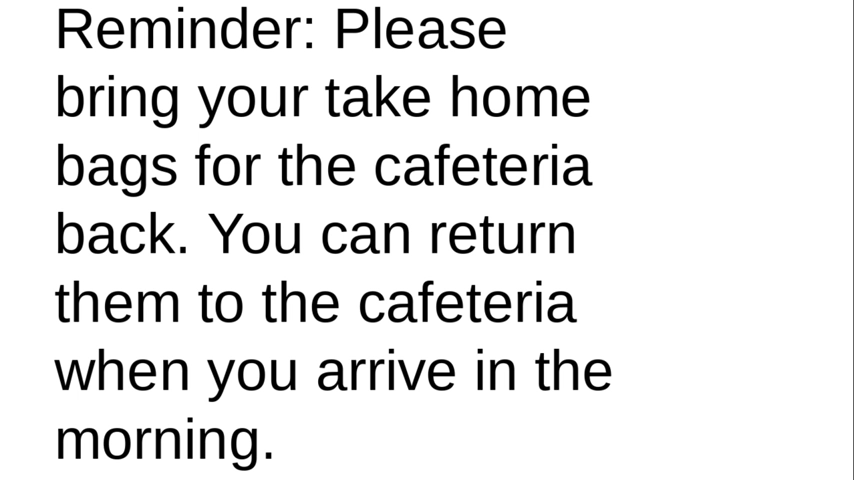 Reminder: Please
bring your take home
bags for the cafeteria
back. You can return
them to the cafeteria
when you arrive in the
morning.